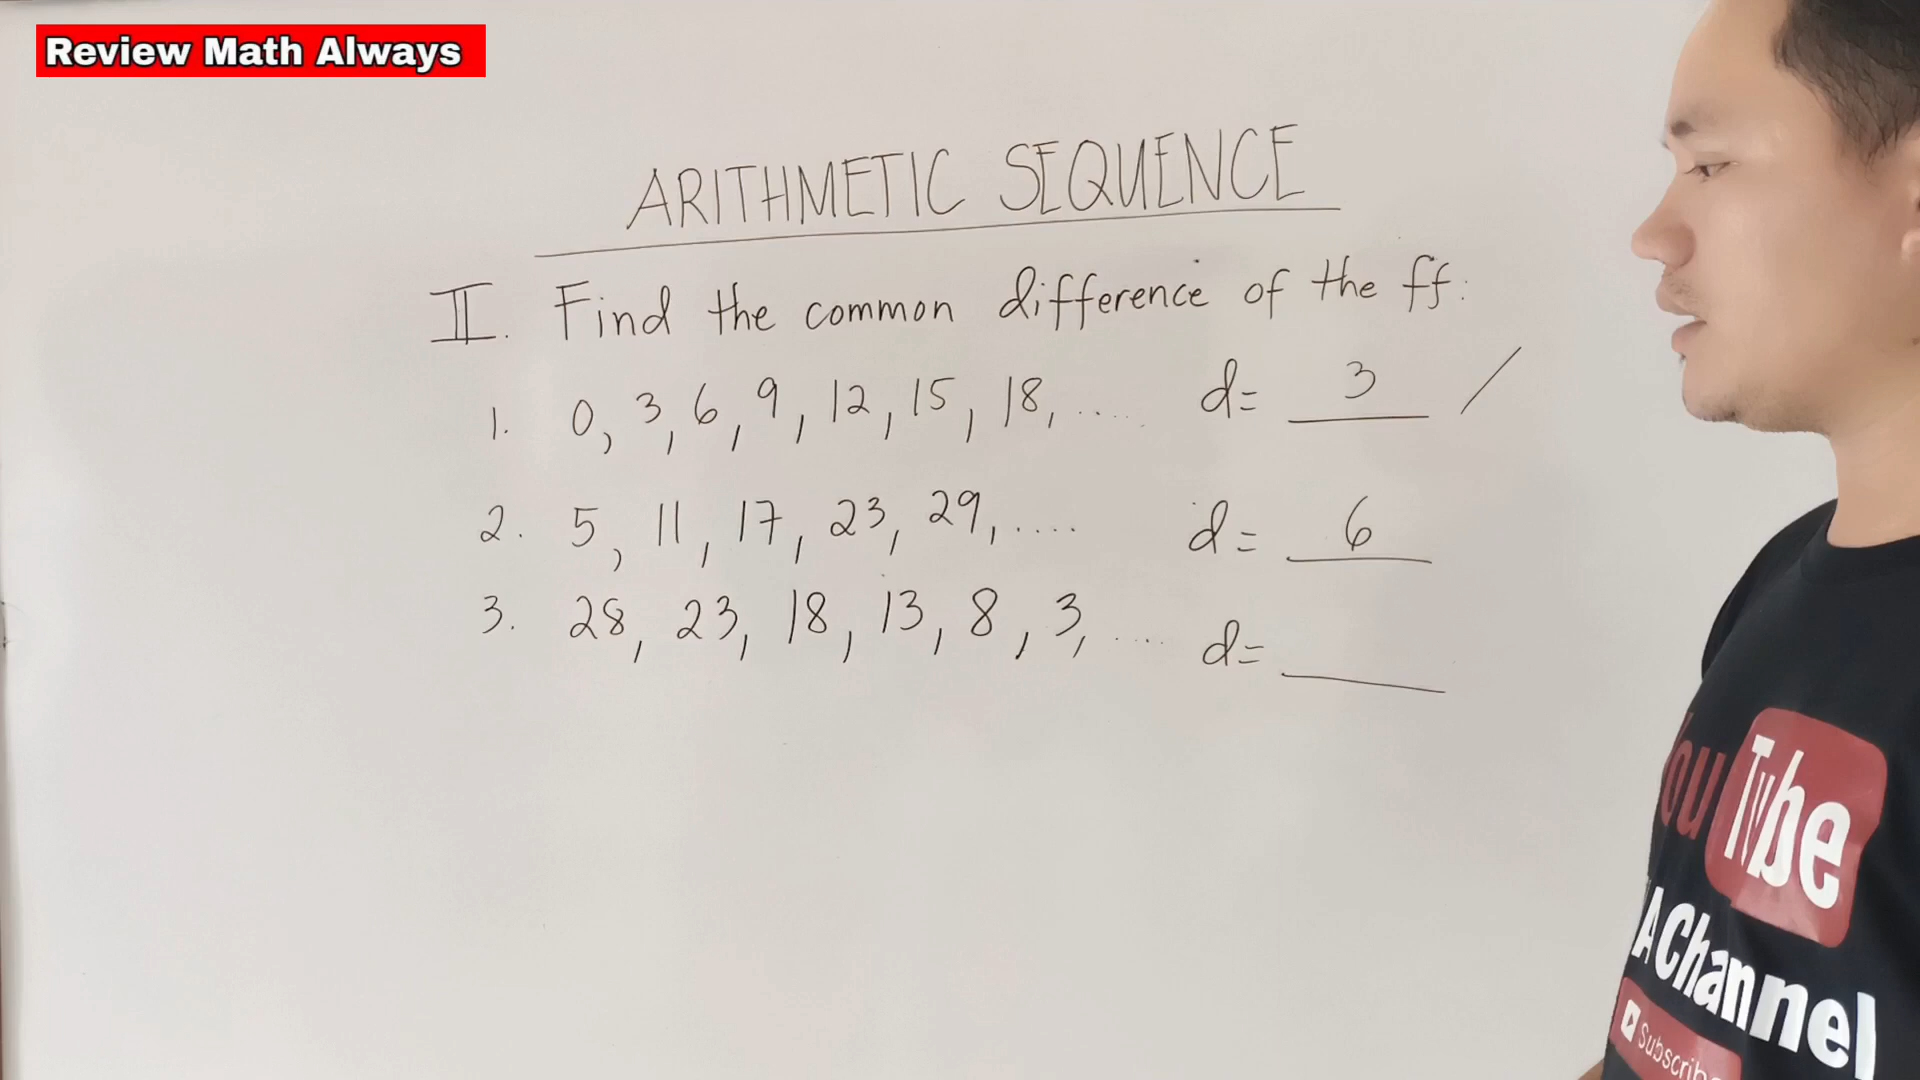 Review Math Always
ARITHMETIC SEQUENCE
II. Find the common difference of the ff:
1. 0, 3, 6, 9, 12, 15, 18, .... d= 3 /
2. 5, 11, 17, 23, 29, .... d= 6
3. 28, 23, 18, 13, 8, 3, .... d= ___
YouTube
A Channel
Subscribe